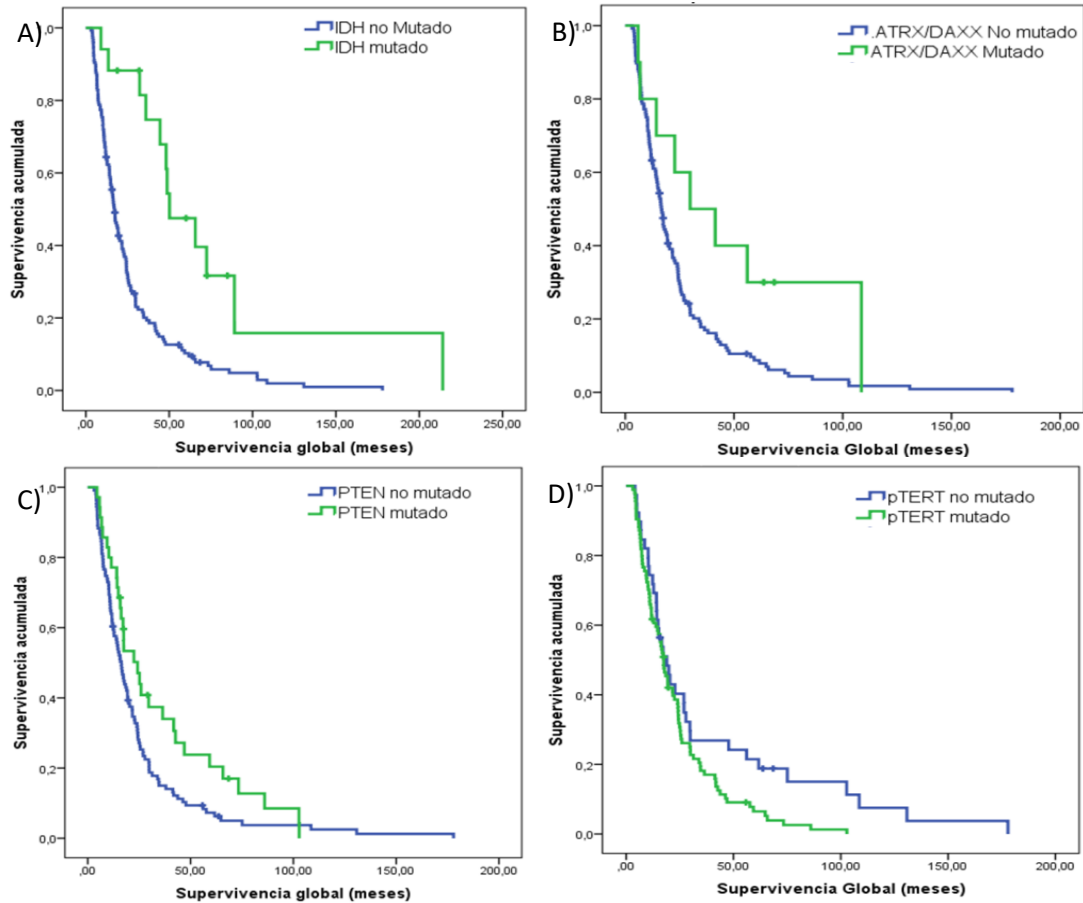 A)
IDH no Mutado
IDH mutado
Supervivencia acumulada
1,0
0,8
0,6
0,4
0,2
0,0
,00 50,00 100,00 150,00 200,00 250,00
Supervivencia global (meses)
B)
.ATRX/DAXX No mutado
ATRX/DAXX Mutado
Supervivencia acumulada
1,0
0,8
0,6
0,4
0,2
0,0
,00 50,00 100,00 150,00 200,00
Supervivencia Global (meses)
C)
PTEN no mutado
PTEN mutado
Supervivencia acumulada
1,0
0,8
0,6
0,4
0,2
0,0
,00 50,00 100,00 150,00 200,00
Supervivencia global (meses)
D)
pTERT no mutado
pTERT mutado
Supervivencia acumulada
1,0
0,8
0,6
0,4
0,2
0,0
,00 50,00 100,00 150,00 200,00
Supervivencia Global (meses)